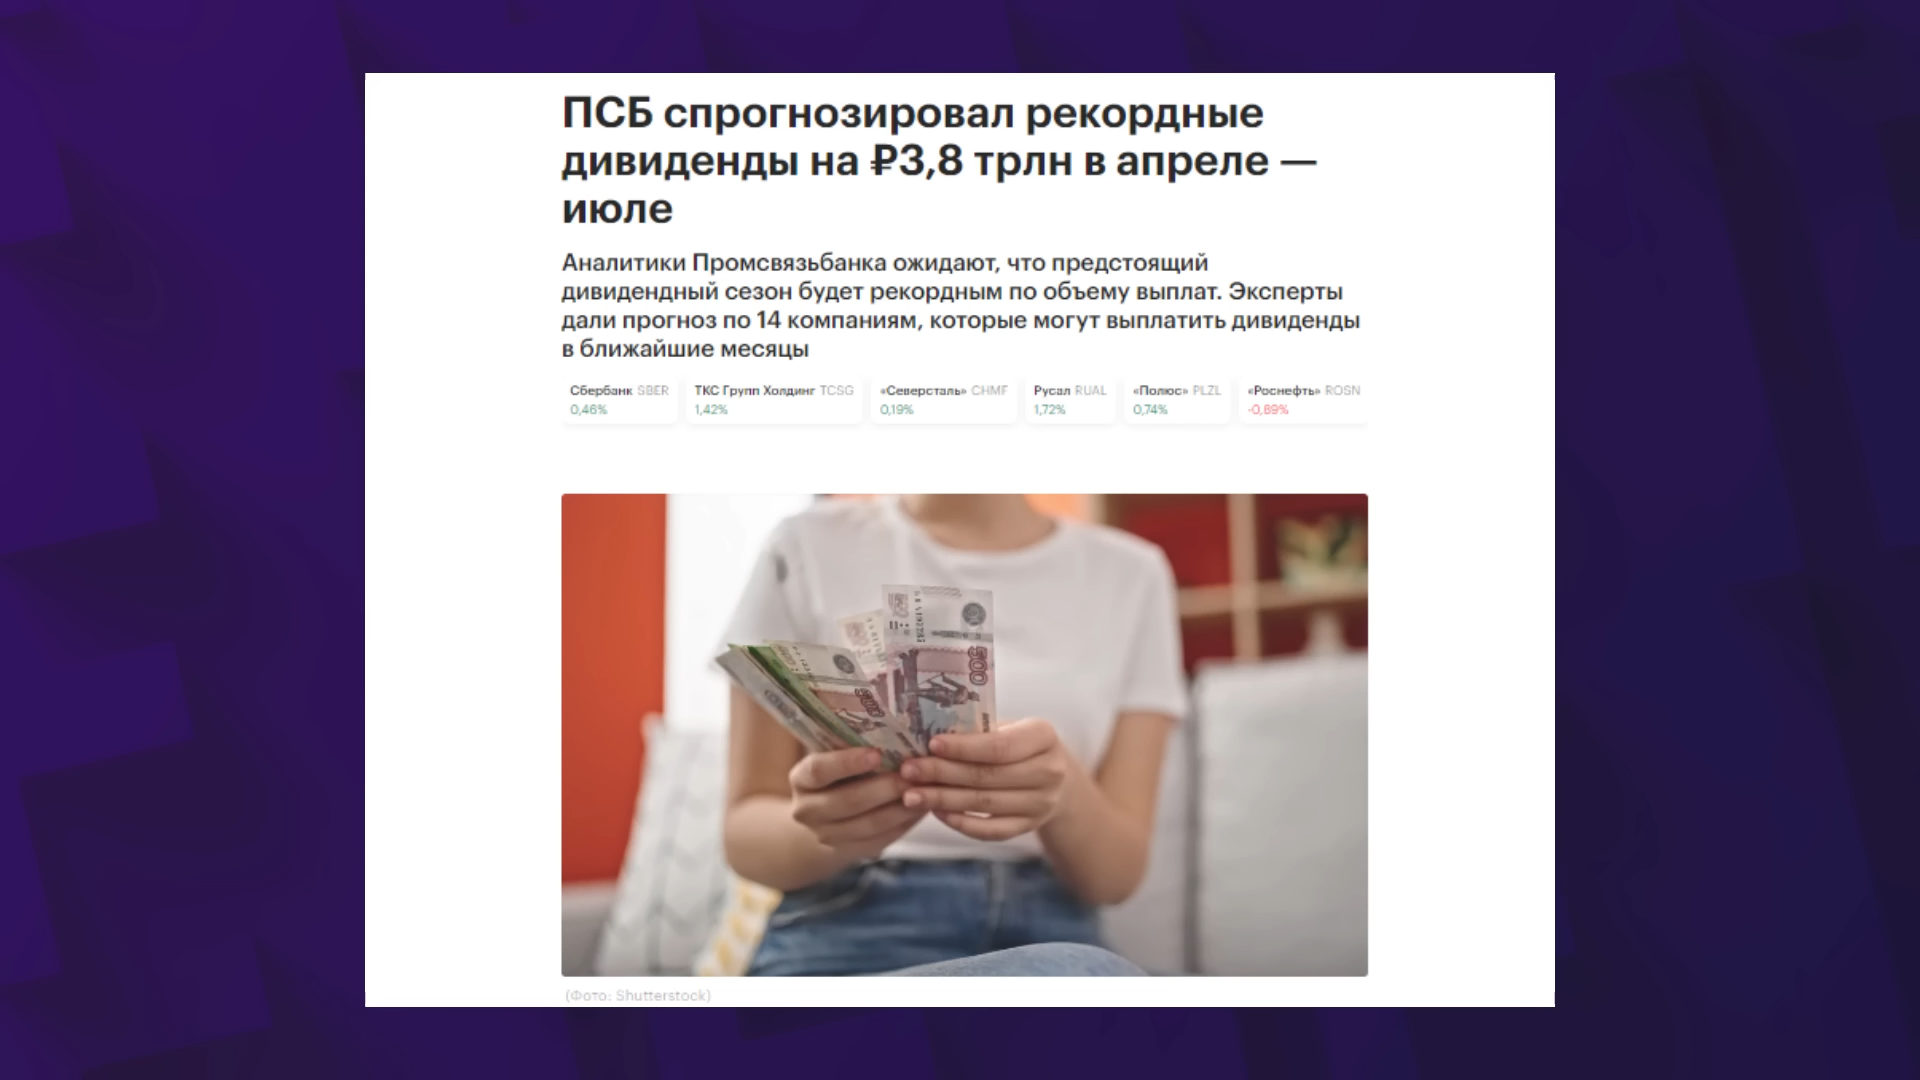 ПСБ спрогнозировал рекордные
дивиденды на ₽3,8 трлн в апреле —
июле
Аналитики Промсвязьбанка ожидают, что предстоящий
дивидендный сезон будет рекордным по объему выплат. Эксперты
дали прогноз по 14 компаниям, которые могут выплатить дивиденды
в ближайшие месяцы
Сбербанк SBER ТКС Групп Холдинг TCSG «Северсталь» CHMF Русал RUAL «Полюс» PLZL «Роснефть» ROSN
0,46% 1,42% 0,19% 1,72% 0,74% -0,89%
500
(Фото: Shutterstock)